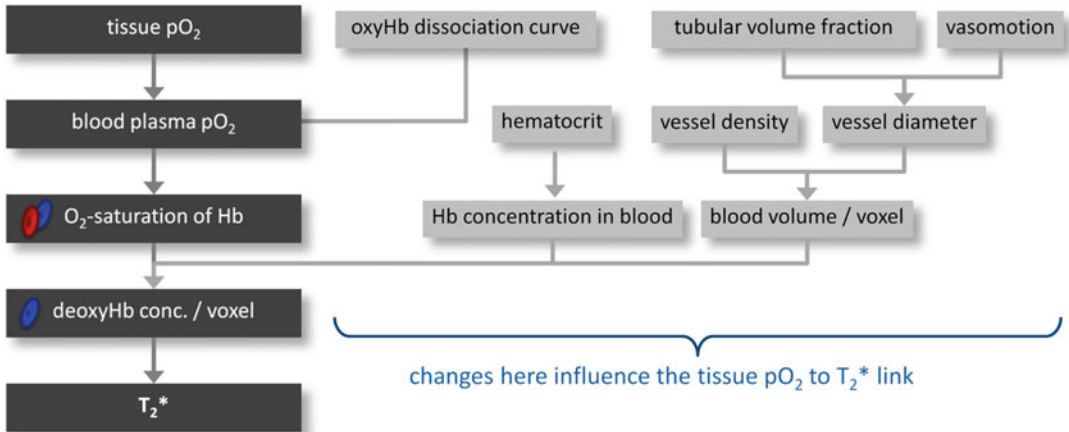 tissue pO₂
oxyHb dissociation curve
tubular volume fraction
vasomotion
blood plasma pO₂
hematocrit
vessel density
vessel diameter
O₂-saturation of Hb
Hb concentration in blood
blood volume / voxel
deoxyHb conc. / voxel
changes here influence the tissue pO₂ to T₂* link
T₂*